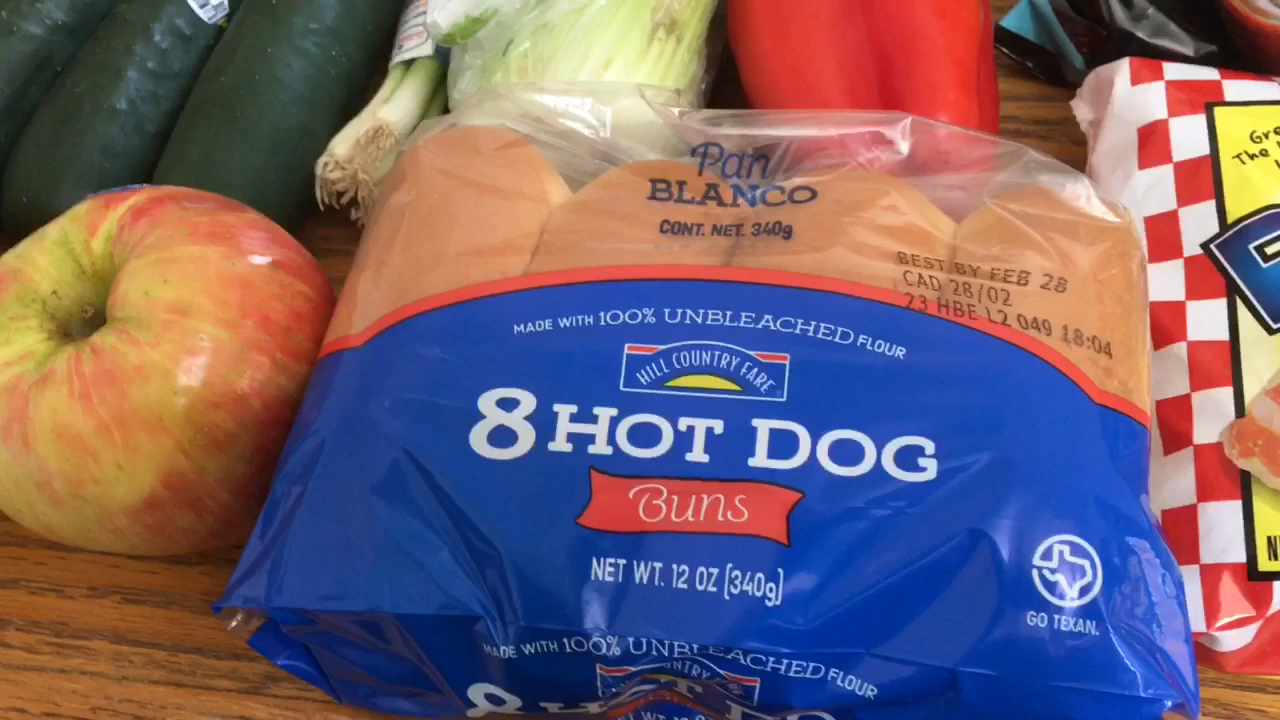 Pan
BLANCO
CONT. NET. 340g
BEST BY FEB 28
CAD 28/02
23 HBE L2 049 18:04
MADE WITH 100% UNBLEACHED FLOUR
HILL COUNTRY FARE
8 HOT DOG
Buns
NET WT. 12 OZ (340g)
GO TEXAN.
MADE WITH 100% UNBLEACHED FLOUR
The